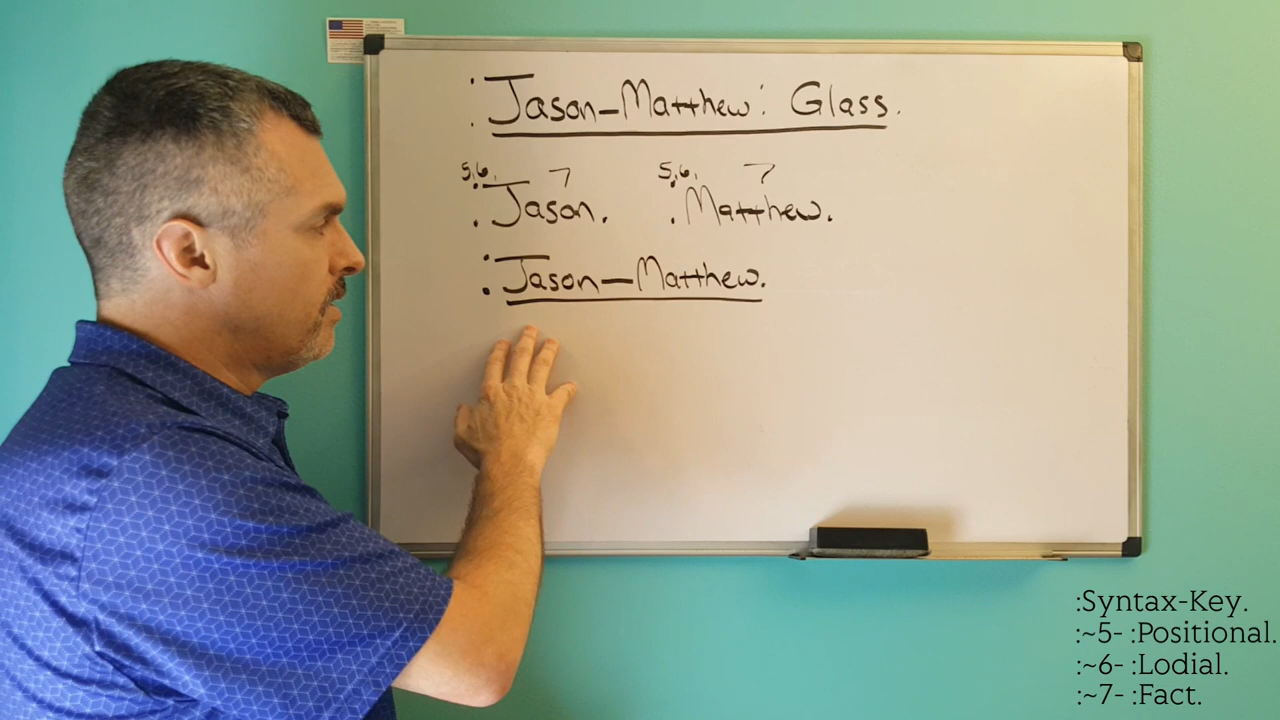 :Jason-Matthew: Glass.
5,6, 7 5,6, 7
:Jason. :Matthew.
:Jason-Matthew.
:Syntax-Key.
:~5- :Positional.
:~6- :Lodial.
:~7- :Fact.